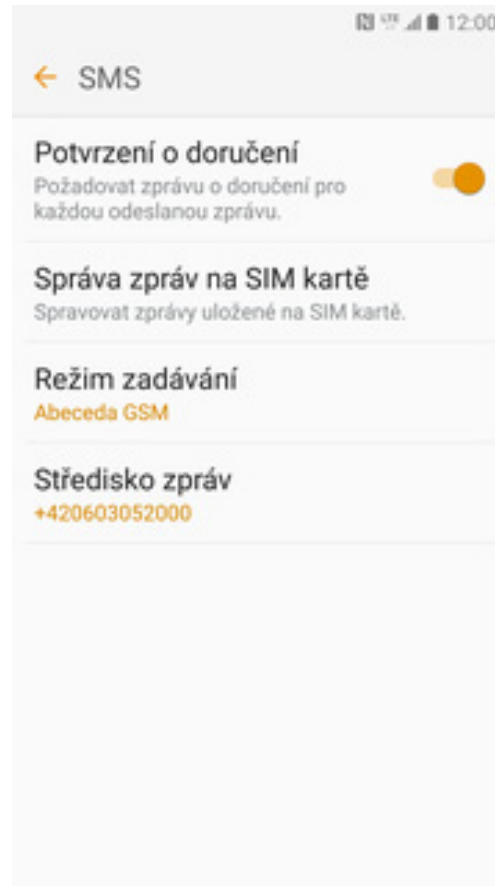 12:00
SMS
Potvrzení o doručení
Požadovat zprávu o doručení pro
každou odeslanou zprávu.
Správa zpráv na SIM kartě
Spravovat zprávy uložené na SIM kartě.
Režim zadávání
Abeceda GSM
Středisko zpráv
+420603052000